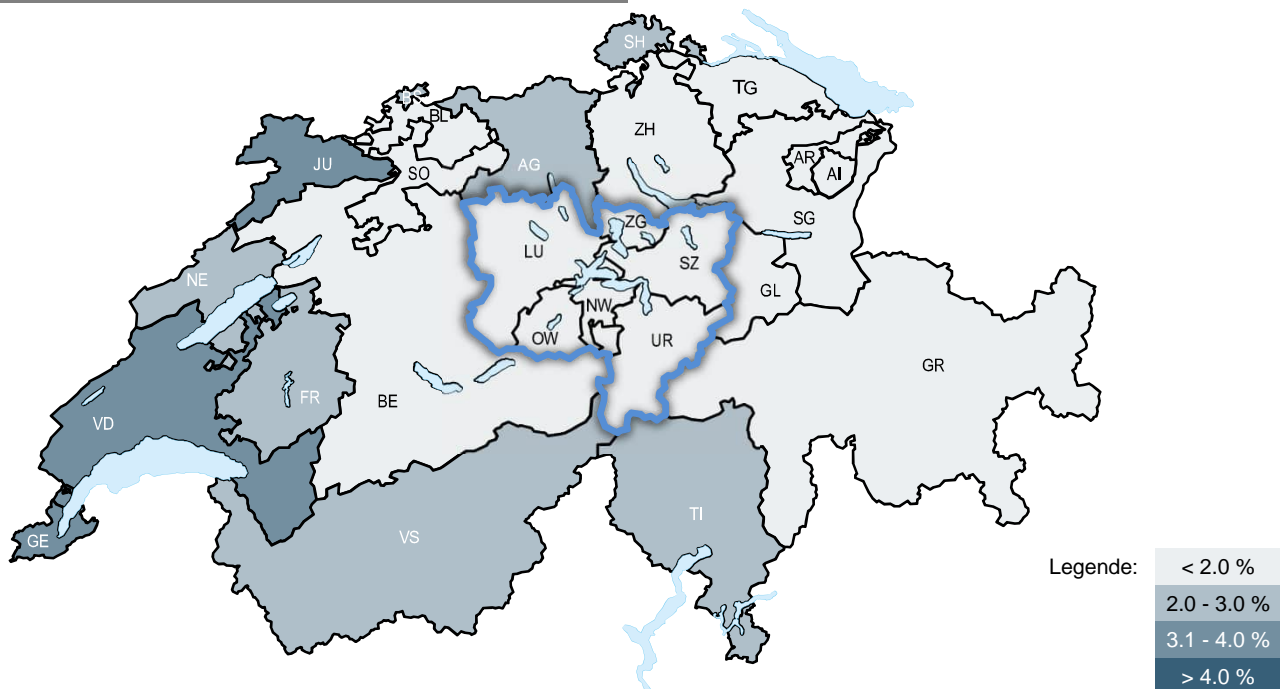 SH
TG
BL
ZH
JU
SO
AG
AR
AI
ZG
SG
LU
SZ
NE
GL
NW
OW
UR
GR
FR
BE
VD
TI
GE
VS
Legende:
< 2.0 %
2.0 - 3.0 %
3.1 - 4.0 %
> 4.0 %